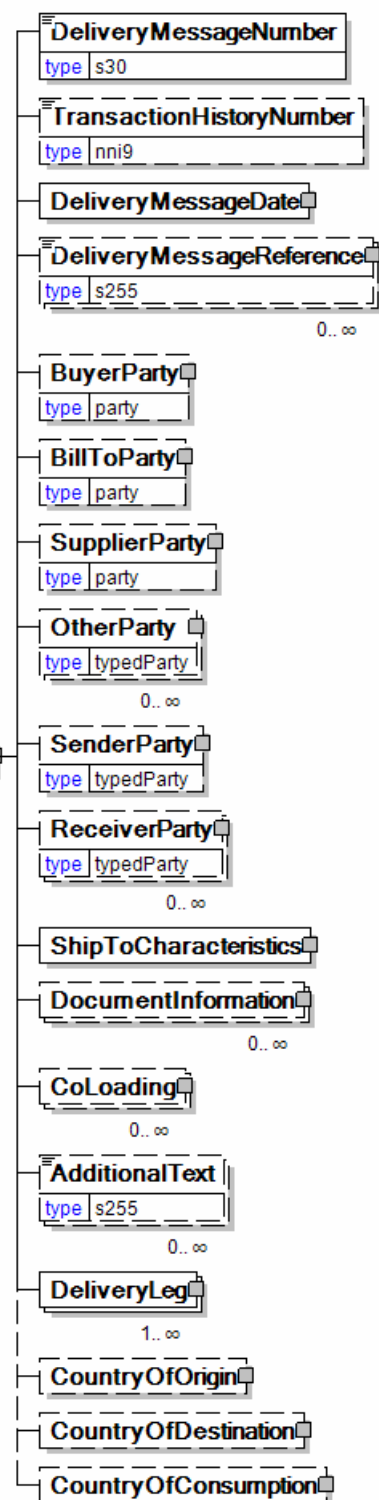 DeliveryMessageNumber
type s30
TransactionHistoryNumber
type nni9
DeliveryMessageDate
DeliveryMessageReference
type s255
0.. ∞
BuyerParty
type party
BillToParty
type party
SupplierParty
type party
OtherParty
type typedParty
0.. ∞
SenderParty
type typedParty
ReceiverParty
type typedParty
0.. ∞
ShipToCharacteristics
DocumentInformation
0.. ∞
CoLoading
0.. ∞
AdditionalText
type s255
0.. ∞
DeliveryLeg
1.. ∞
CountryOfOrigin
CountryOfDestination
CountryOfConsumption